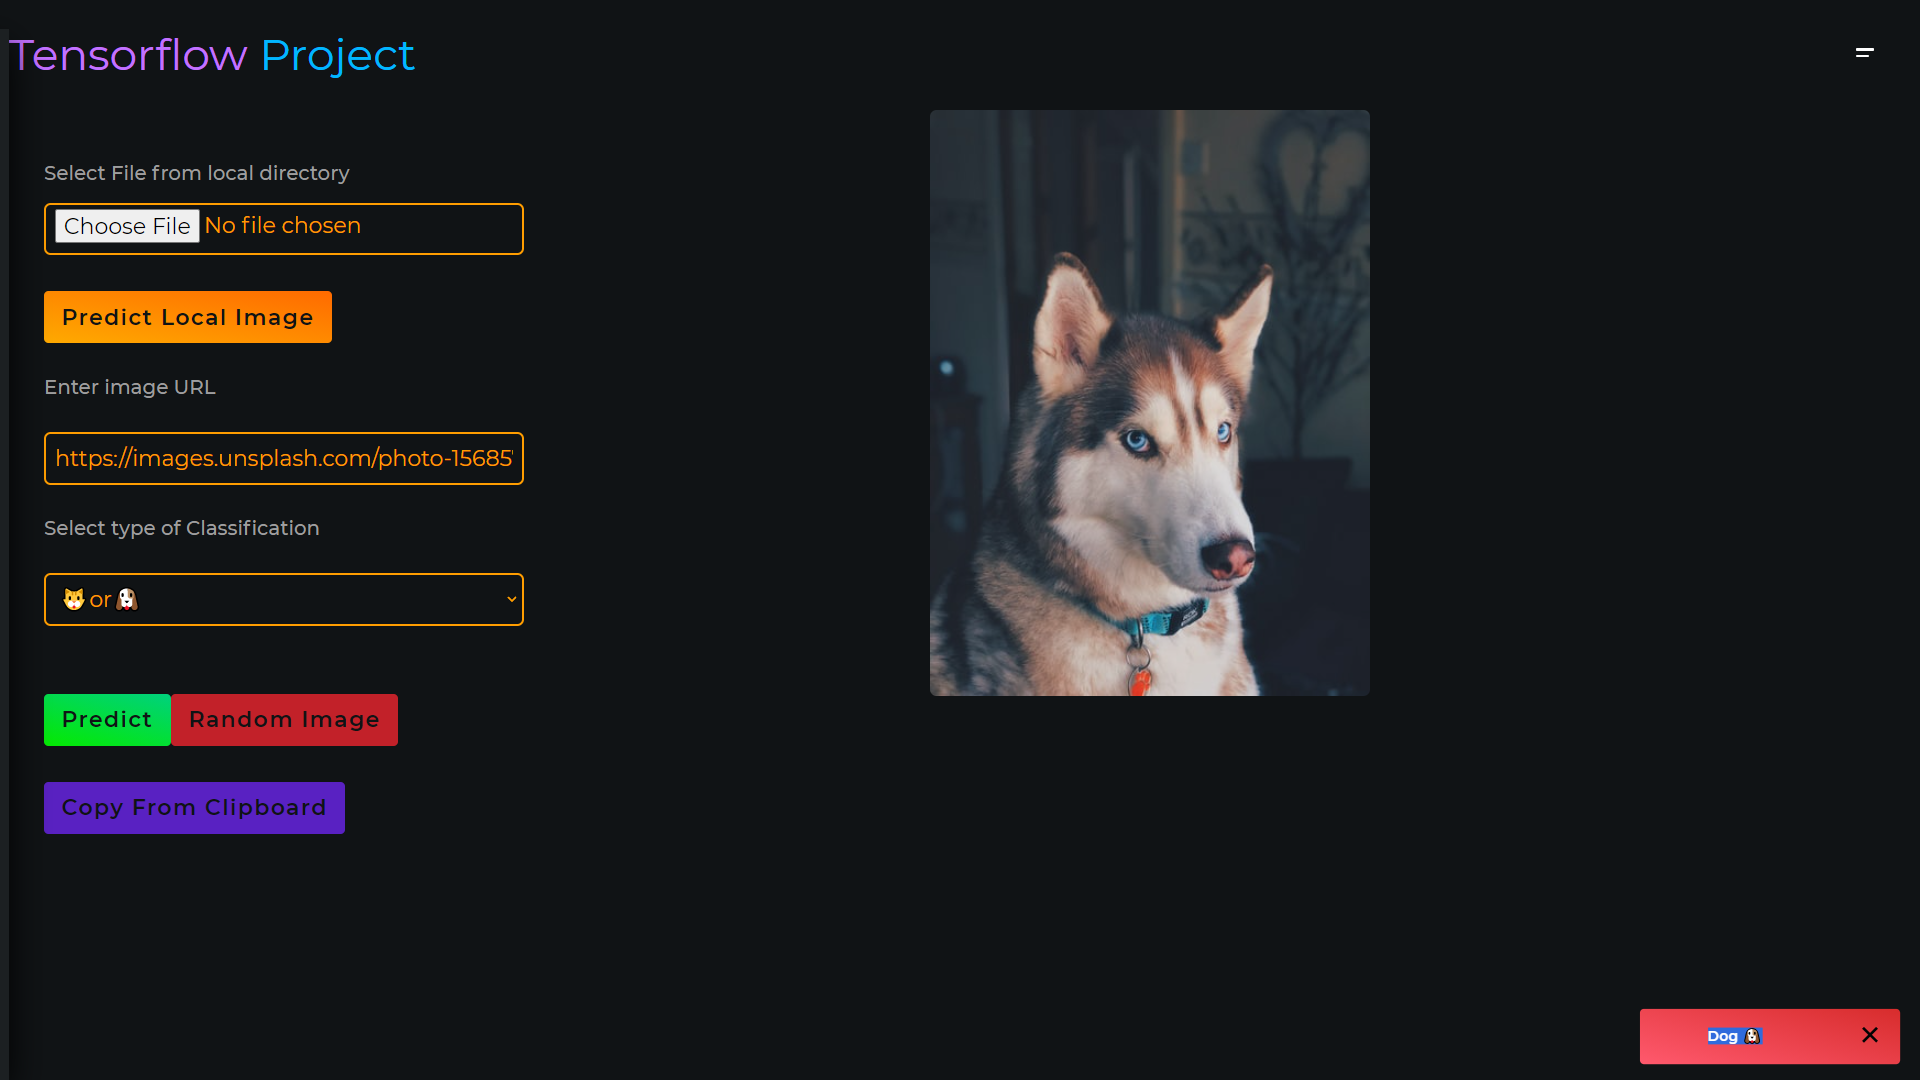 Tensorflow Project
Select File from local directory
Choose File No file chosen
Predict Local Image
Enter image URL
https://images.unsplash.com/photo-15685
Select type of Classification
🐱 or 🐶
Predict Random Image
Copy From Clipboard
Dog 🐶